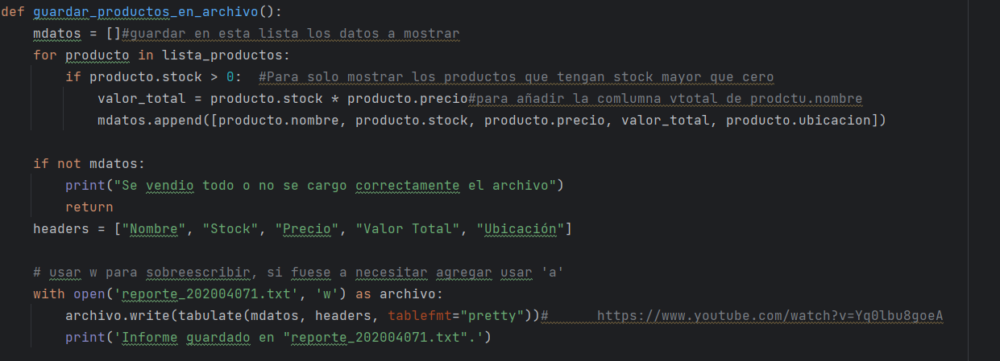 def guardar_productos_en_archivo():
    mdatos = []#guardar en esta lista los datos a mostrar
    for producto in lista_productos:
        if producto.stock > 0:  #Para solo mostrar los productos que tengan stock mayor que cero
            valor_total = producto.stock * producto.precio#para añadir la comlumna vtotal de prodctu.nombre
            mdatos.append([producto.nombre, producto.stock, producto.precio, valor_total, producto.ubicacion])

    if not mdatos:
        print("Se vendio todo o no se cargo correctamente el archivo")
        return
    headers = ["Nombre", "Stock", "Precio", "Valor Total", "Ubicación"]

    # usar w para sobreescribir, si fuese a necesitar agregar usar 'a'
    with open('reporte_202004071.txt', 'w') as archivo:
        archivo.write(tabulate(mdatos, headers, tablefmt="pretty"))#      https://www.youtube.com/watch?v=Yq0lbu8goeA
        print('Informe guardado en "reporte_202004071.txt".')